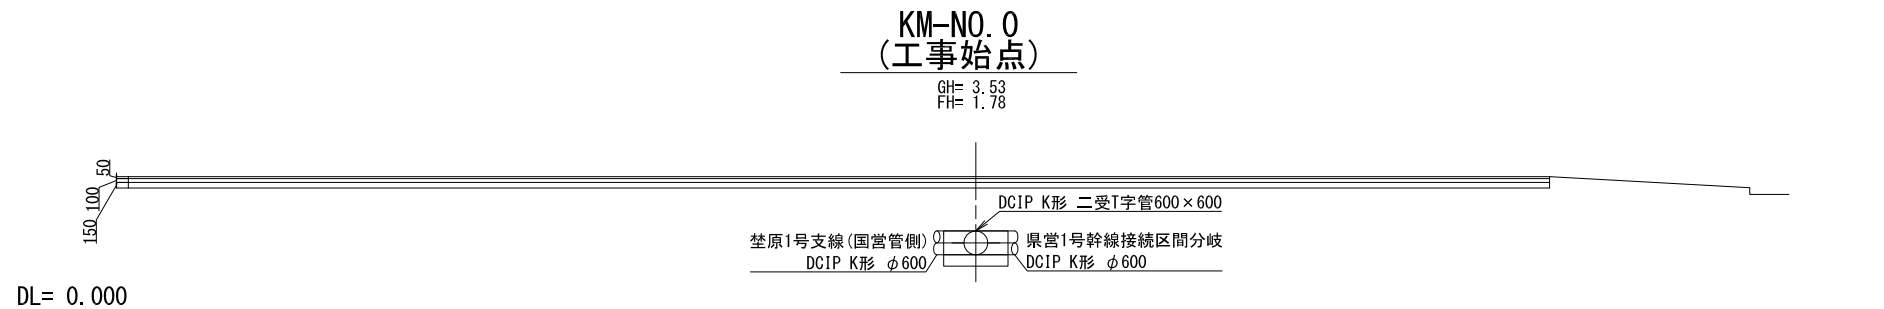 KM-NO.0
(工事始点)
GH= 3.53
FH= 1.78
50
100
150
DCIP K形 二受T字管600×600
埜原1号支線(国営管側)
DCIP K形 φ600
県営1号幹線接続区間分岐
DCIP K形 φ600
DL= 0.000